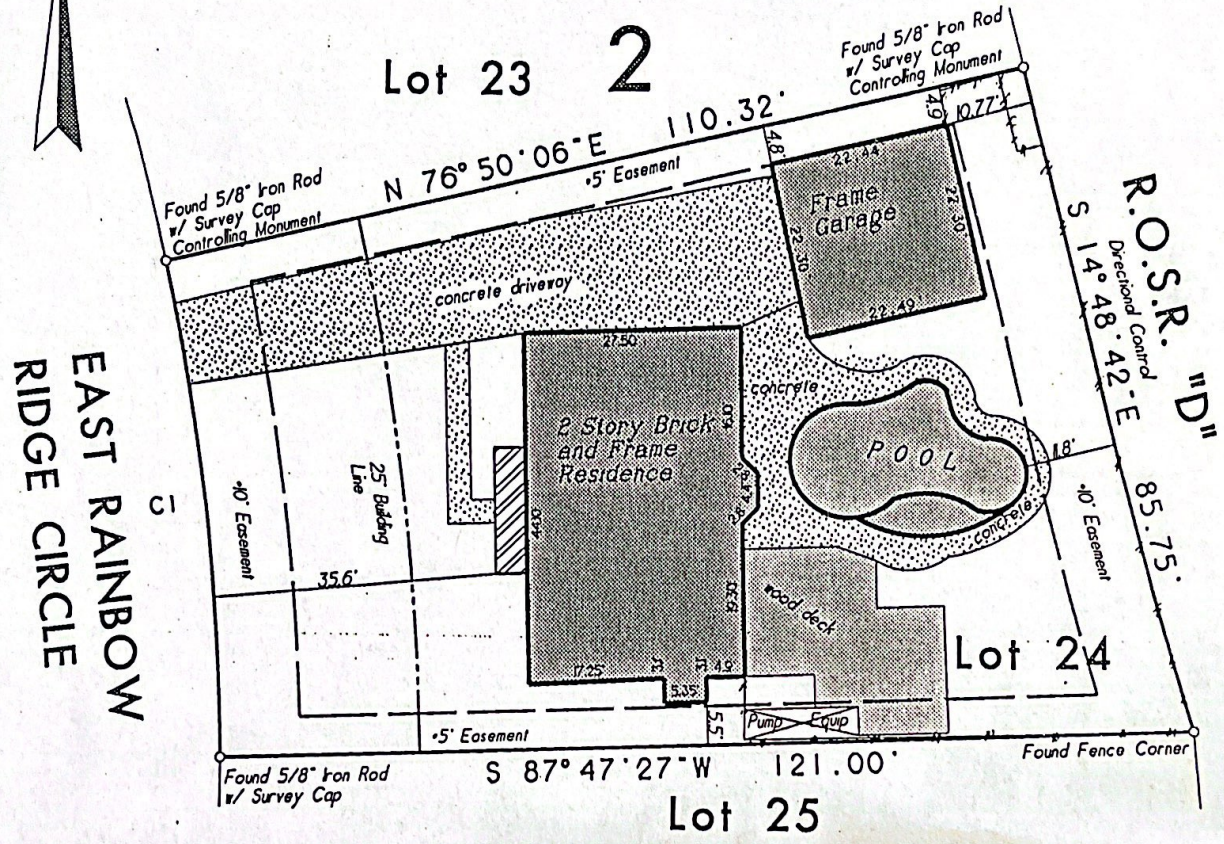 Lot 23
2
Found 5/8" Iron Rod
w/ Survey Cap
Controlling Monument
N 76° 50' 06" E
110.32'
•5' Easement
4.8'
4.9
10.77'
Found 5/8" Iron Rod
w/ Survey Cap
Controlling Monument
22.44
Frame
Garage
22.30
22.30
22.49
concrete driveway
R.O.S.R. "D"
Directional Control
S 14° 48' 42" E
85.75'
EAST RAINBOW
RIDGE CIRCLE
C1
•10' Easement
25' Building
Line
35.6'
27.50
2 Story Brick
and Frame
Residence
concrete
POOL
1.8'
concrete
•10' Easement
wood deck
Lot 24
17.25'
5.35'
4.9
5.5'
Pump Equip
•5' Easement
Found 5/8" Iron Rod
w/ Survey Cap
S 87° 47' 27" W
121.00'
Found Fence Corner
Lot 25